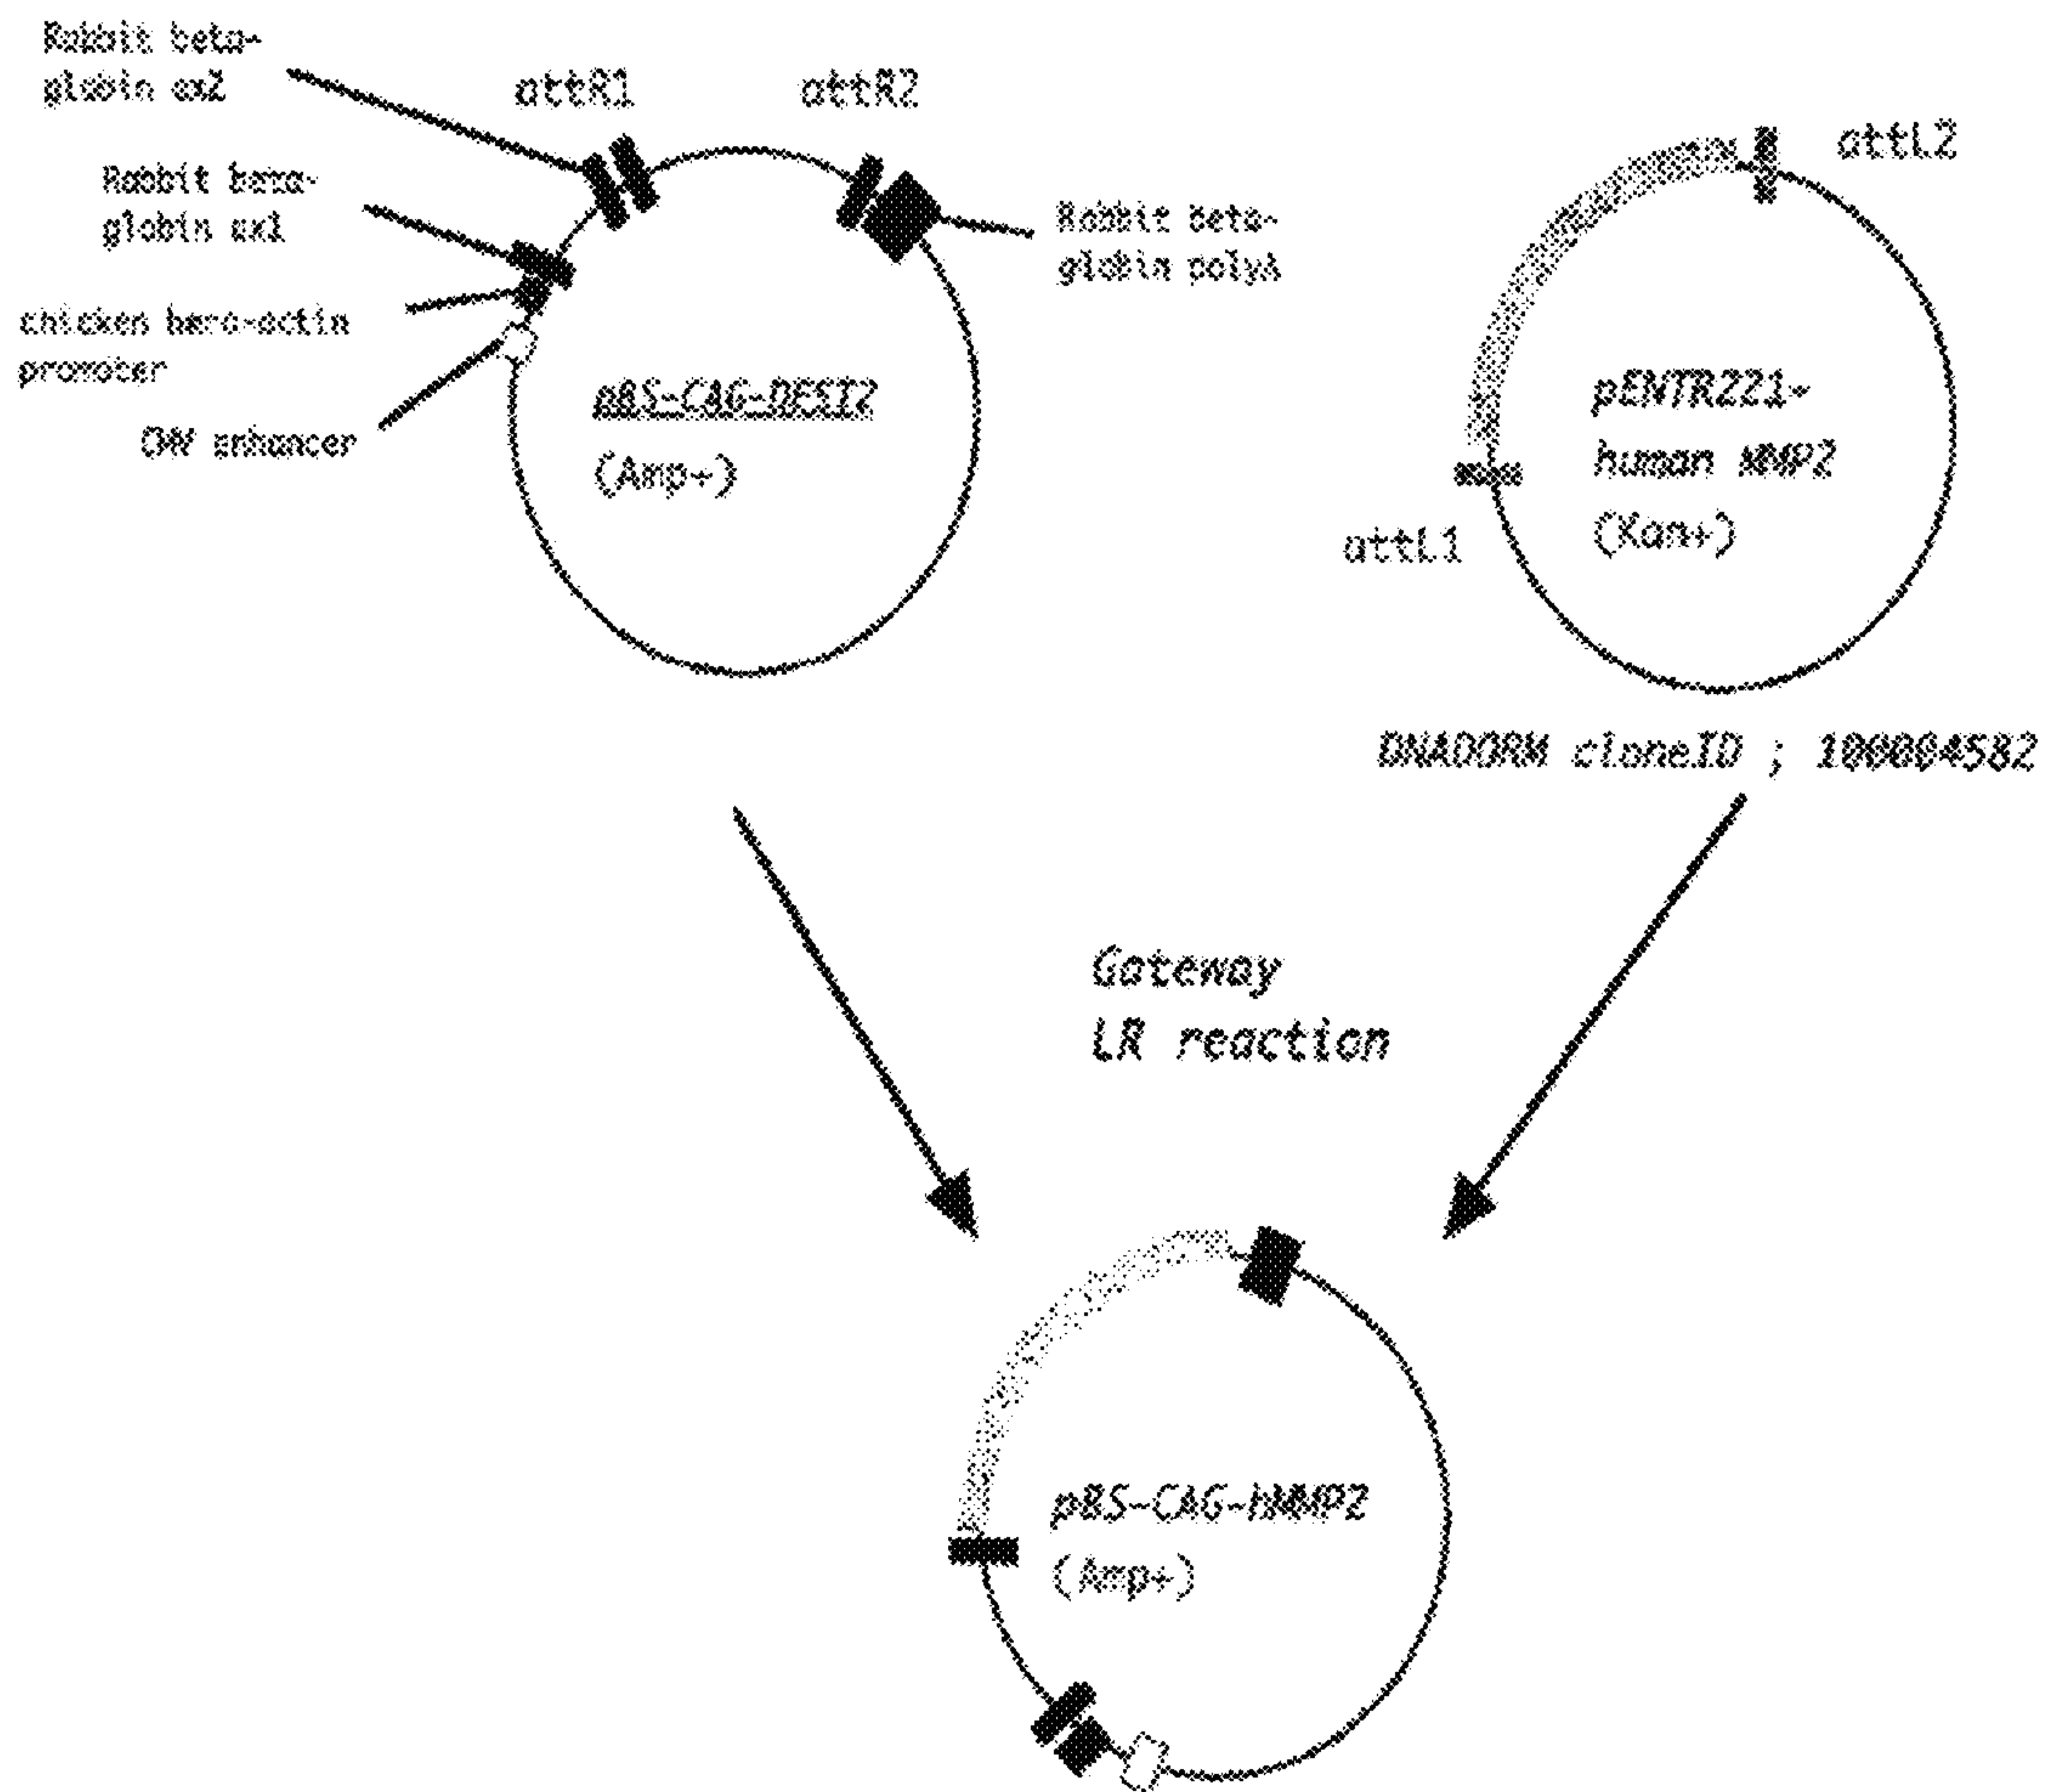 Rabbit beta-
globin ex2
attR1
attR2
Rabbit beta-
globin ex1
chicken bera-actin
promoter
CMV enhancer
Rabbit beta-
globin polyA
pBS-CAG-DEST2
(Amp+)
attL2
pENTR221-
human MMP2
(Kan+)
attL1
DNAFORM cloneID ; 100004582
Gateway
LR reaction
pBS-CAG-hMMP2
(Amp+)